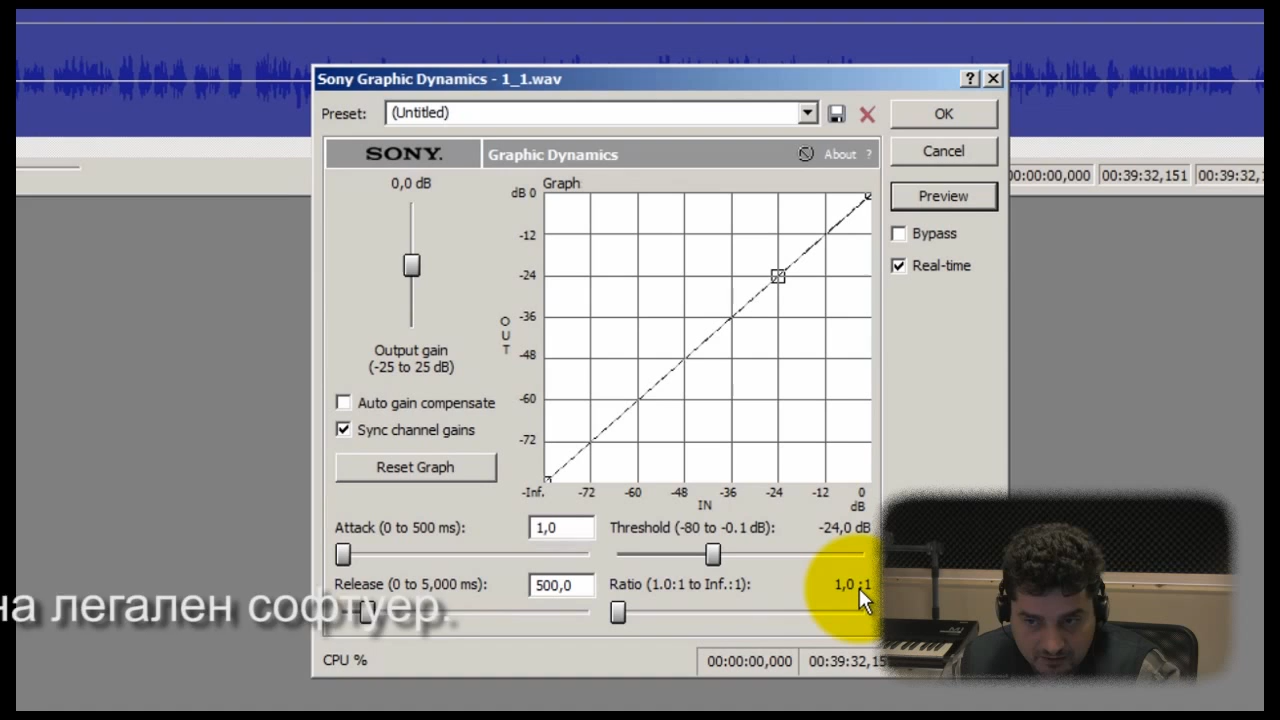 Sony Graphic Dynamics - 1_1.wav
Preset: (Untitled)
OK
SONY. Graphic Dynamics About ?
Cancel
0,0 dB
dB 0 Graph
00:00:00,000 00:39:32,151 00:39:32,
Preview
-12
Bypass
-24
Real-time
-36
OUT
-48
Output gain
(-25 to 25 dB)
-60
Auto gain compensate
Sync channel gains
-72
Reset Graph
-Inf. -72 -60 -48 -36 -24 -12 0
IN dB
Attack (0 to 500 ms): 1,0 Threshold (-80 to -0.1 dB): -24,0 dB
Release (0 to 5,000 ms): 500,0 Ratio (1.0:1 to Inf.:1): 1,0 :1
на легален софтуер.
CPU % 00:00:00,000 00:39:32,15